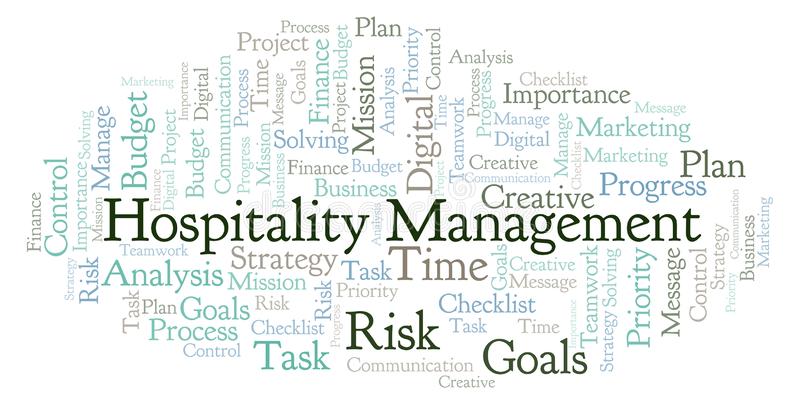 Process
Plan
Project
Budget
Priority
Control
Analysis
Marketing
Importance
Digital
Communication
Process
Time
Message
Goals
Finance
Project
Mission
Analysis
Digital
Time
Teamwork
Process
Progress
Checklist
Importance
Message
Manage
Digital
Marketing
Marketing
Plan
Progress
Manage
Checklist
Solving
Finance
Budget
Business
Business
Mission
Progress
Budget
Digital Project
Finance
Budget
Manage
Solving
Importance
Mission
Control
Finance
Creative
Communication
Creative
Project
Analysis
Hospitality Management
Teamwork
Strategy
Risk
Analysis
Strategy
Mission
Task
Time
Goals
Creative
Message
Teamwork
Solving
Strategy
Priority
Message
Control
Strategy
Communication
Priority
Business
Marketing
Task
Plan
Goals
Risk
Risk
Priority
Checklist
Process
Checklist
Progress
Risk
Task
Time
Importance
Control
Task
Communication
Goals
Creative